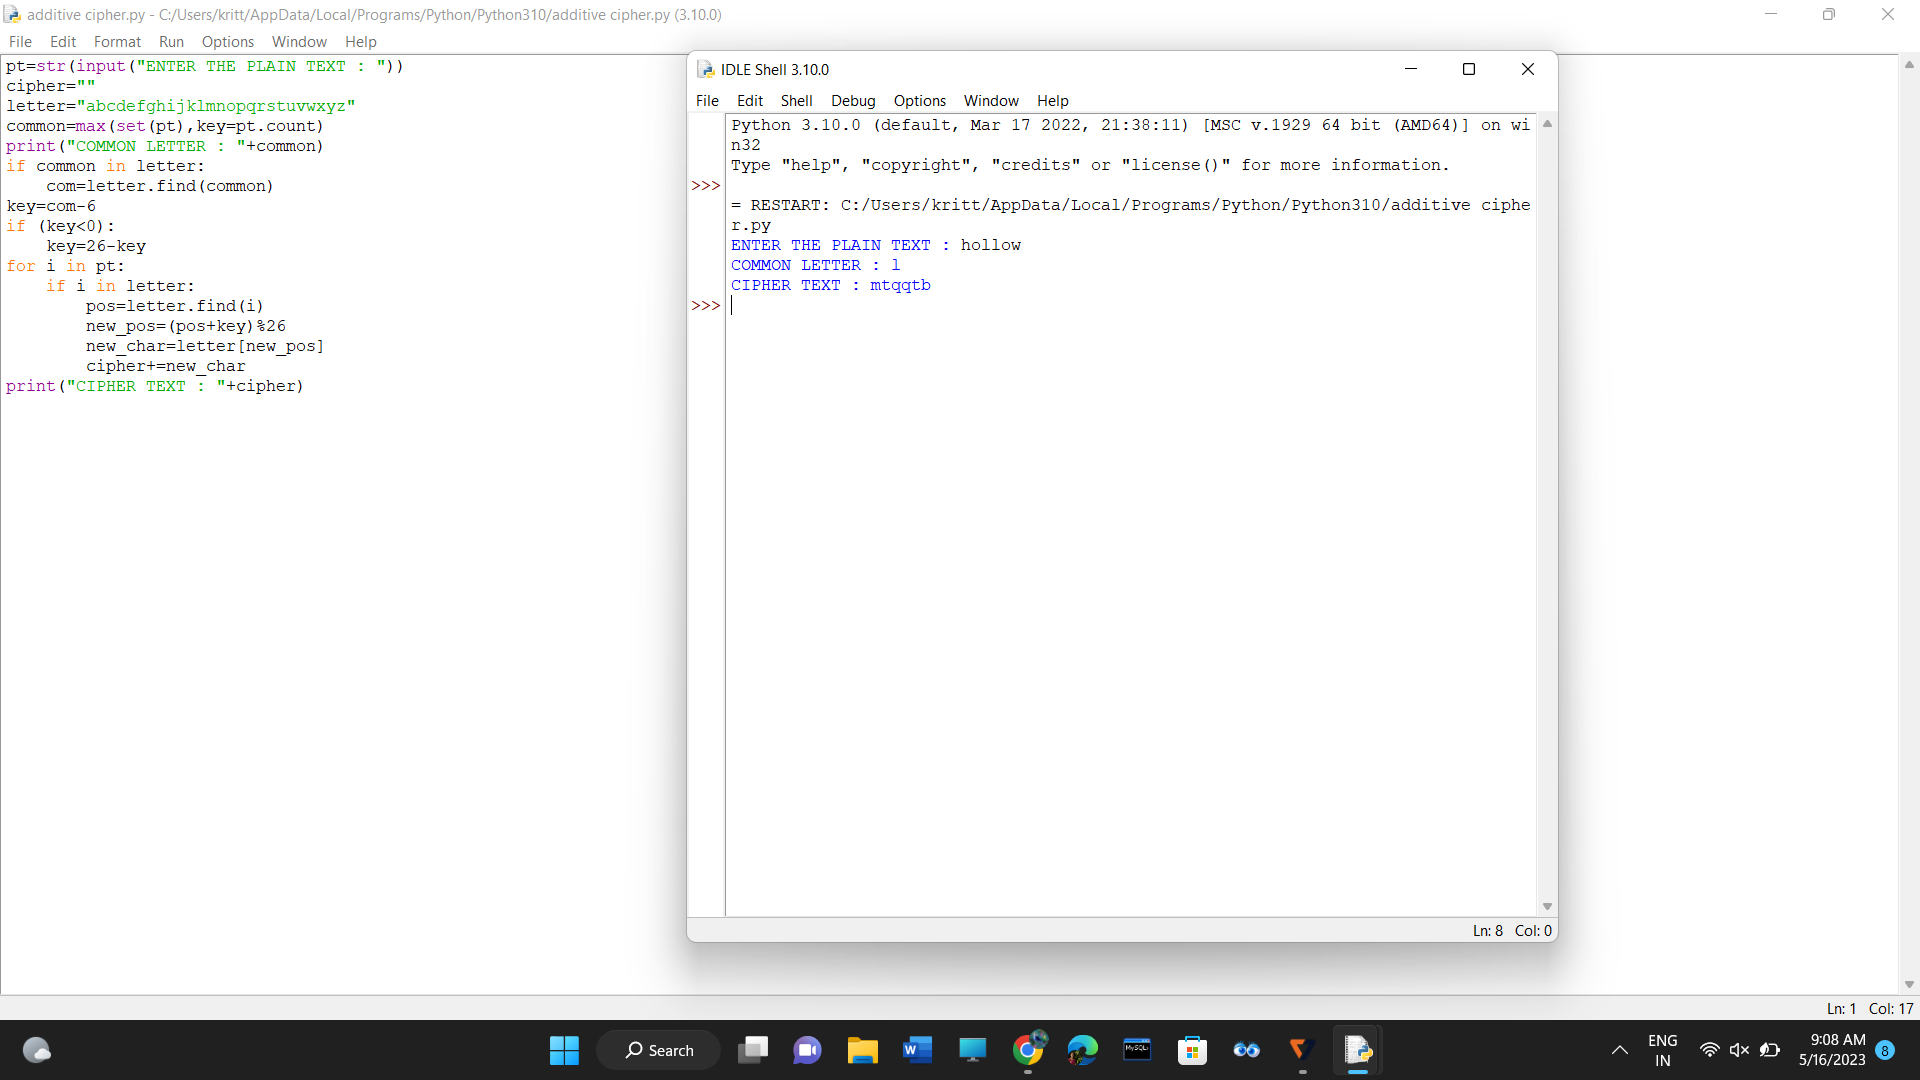 additive cipher.py - C:/Users/kritt/AppData/Local/Programs/Python/Python310/additive cipher.py (3.10.0)
File Edit Format Run Options Window Help
pt=str(input("ENTER THE PLAIN TEXT : "))
cipher=""
letter="abcdefghijklmnopqrstuvwxyz"
common=max(set(pt),key=pt.count)
print("COMMON LETTER : "+common)
if common in letter:
    com=letter.find(common)
key=com-6
if (key<0):
    key=26-key
for i in pt:
    if i in letter:
        pos=letter.find(i)
        new_pos=(pos+key)%26
        new_char=letter[new_pos]
        cipher+=new_char
print("CIPHER TEXT : "+cipher)
IDLE Shell 3.10.0
File Edit Shell Debug Options Window Help
Python 3.10.0 (default, Mar 17 2022, 21:38:11) [MSC v.1929 64 bit (AMD64)] on wi
n32
Type "help", "copyright", "credits" or "license()" for more information.
>>>
= RESTART: C:/Users/kritt/AppData/Local/Programs/Python/Python310/additive ciphe
r.py
ENTER THE PLAIN TEXT : hollow
COMMON LETTER : l
CIPHER TEXT : mtqqtb
>>>
Ln: 8 Col: 0
Ln: 1 Col: 17
Search
W
MySQL
ENG
IN
9:08 AM
5/16/2023
8